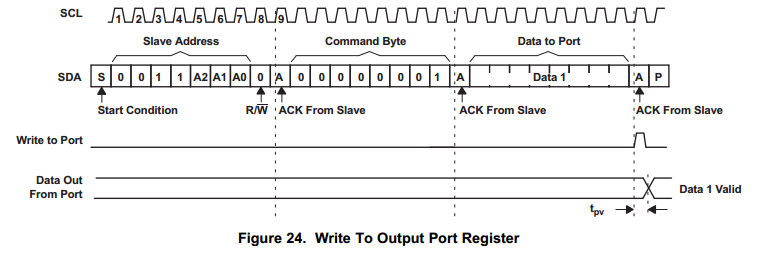 SCL
1 2 3 4 5 6 7 8 9
Slave Address Command Byte Data to Port
SDA S 0 0 1 1 A2 A1 A0 0 A 0 0 0 0 0 0 0 1 A Data 1 A P
Start Condition R/W̅ ACK From Slave ACK From Slave ACK From Slave
Write to Port
Data Out
From Port
Data 1 Valid
tpv
Figure 24. Write To Output Port Register